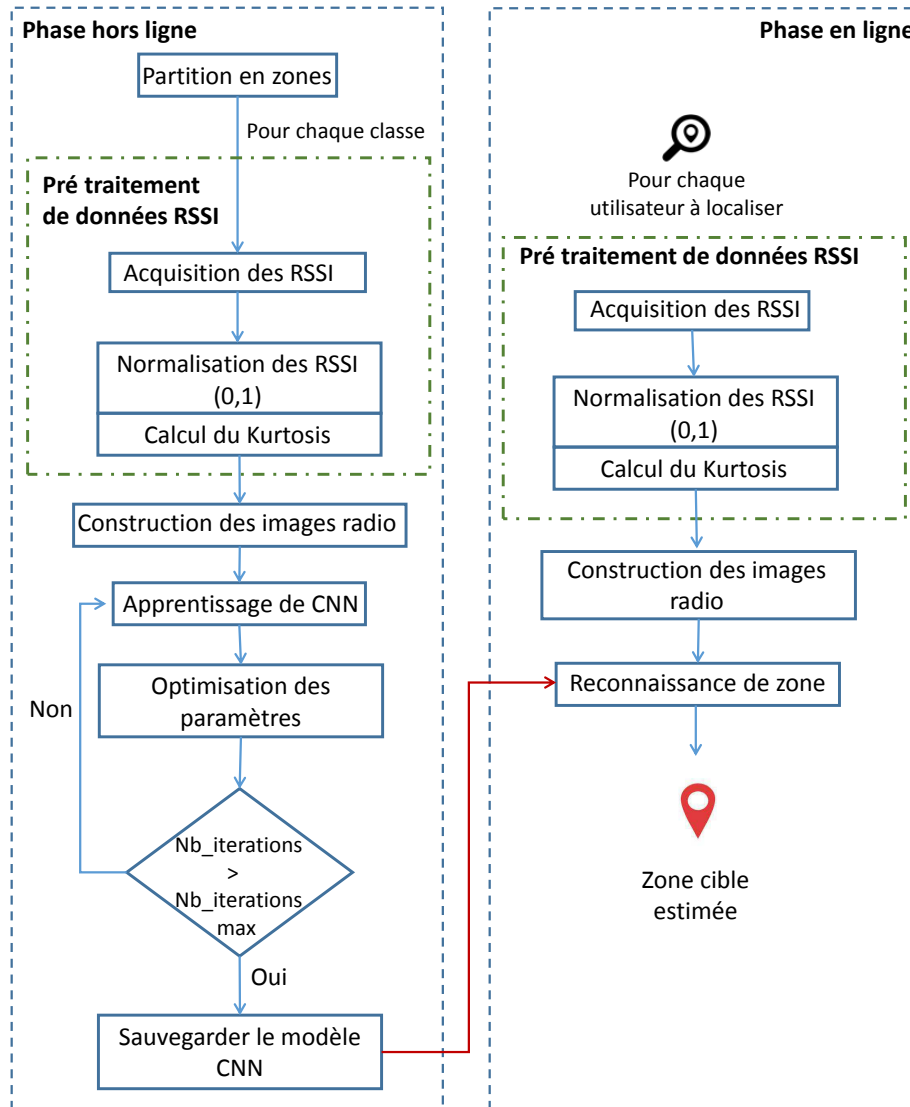 Phase hors ligne
Partition en zones
Pour chaque classe
Pré traitement
de données RSSI
Acquisition des RSSI
Normalisation des RSSI
(0,1)
Calcul du Kurtosis
Construction des images radio
Apprentissage de CNN
Optimisation des
paramètres
Non
Nb_iterations
>
Nb_iterations
max
Oui
Sauvegarder le modèle
CNN
Phase en ligne
Pour chaque
utilisateur à localiser
Pré traitement de données RSSI
Acquisition des RSSI
Normalisation des RSSI
(0,1)
Calcul du Kurtosis
Construction des images
radio
Reconnaissance de zone
Zone cible
estimée